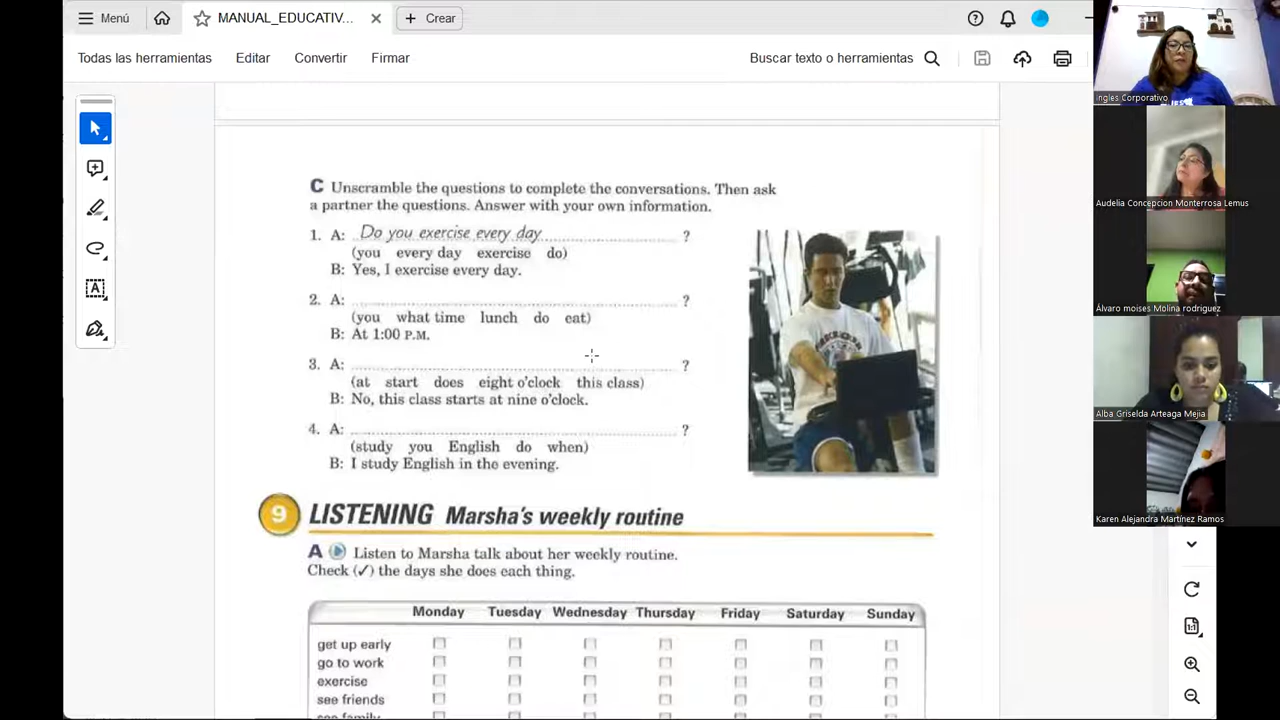 Menú
MANUAL_EDUCATIV...
Crear
Todas las herramientas
Editar
Convertir
Firmar
Buscar texto o herramientas
C Unscramble the questions to complete the conversations. Then ask
a partner the questions. Answer with your own information.
1. A: Do you exercise every day ?
(you every day exercise do)
B: Yes, I exercise every day.
2. A: ?
(you what time lunch do eat)
B: At 1:00 P.M.
3. A: ?
(at start does eight o'clock this class)
B: No, this class starts at nine o'clock.
4. A: ?
(study you English do when)
B: I study English in the evening.
9 LISTENING Marsha's weekly routine
A Listen to Marsha talk about her weekly routine.
Check (✓) the days she does each thing.
Monday Tuesday Wednesday Thursday Friday Saturday Sunday
get up early
go to work
exercise
see friends
see family
Ingles Corporativo
Audelia Concepcion Monterrosa Lemus
Álvaro moises Molina rodriguez
Alba Griselda Arteaga Mejia
Karen Alejandra Martínez Ramos